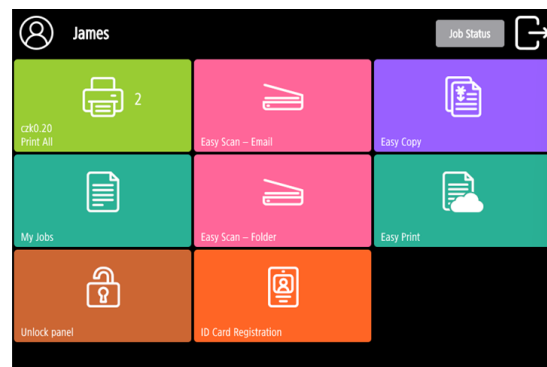 James
Job Status
2
czk0.20
Print All
Easy Scan – Email
Easy Copy
My Jobs
Easy Scan – Folder
Easy Print
Unlock panel
ID Card Registration